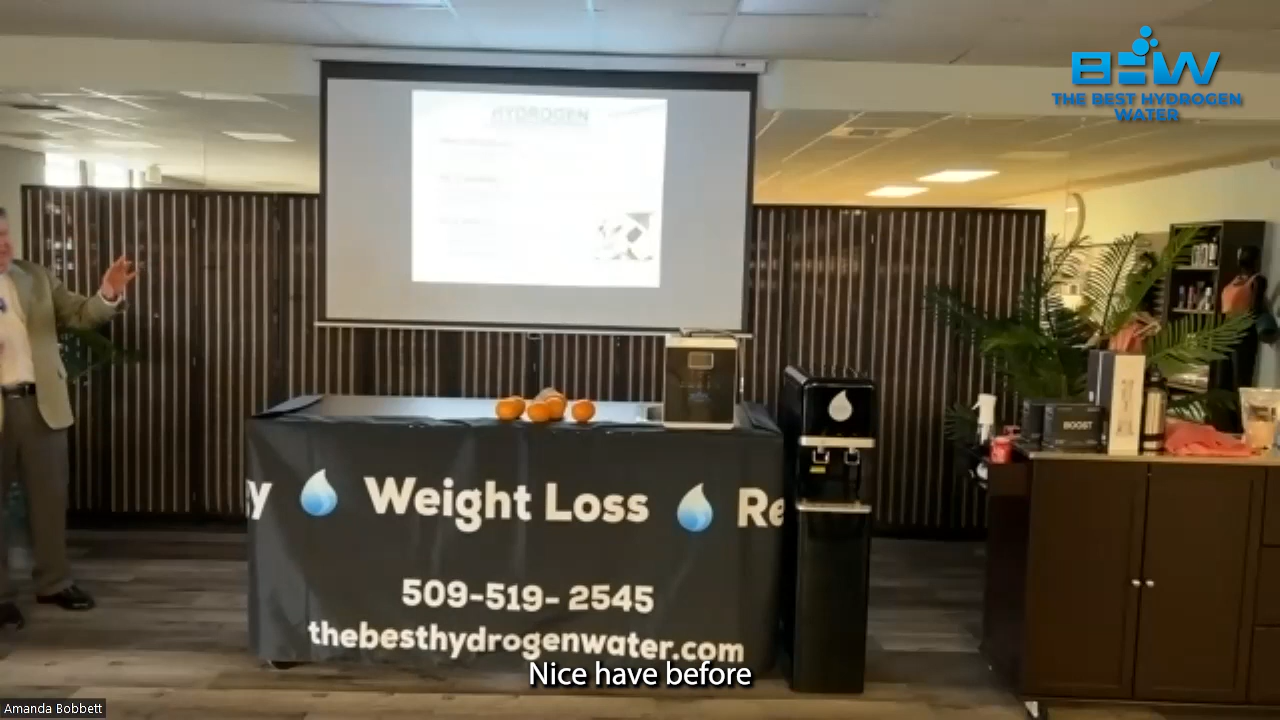 BHW
THE BEST HYDROGEN
WATER
HYDROGEN
BOOST
y Weight Loss Re
509-519- 2545
thebesthydrogenwater.com
Nice have before
Amanda Bobbett